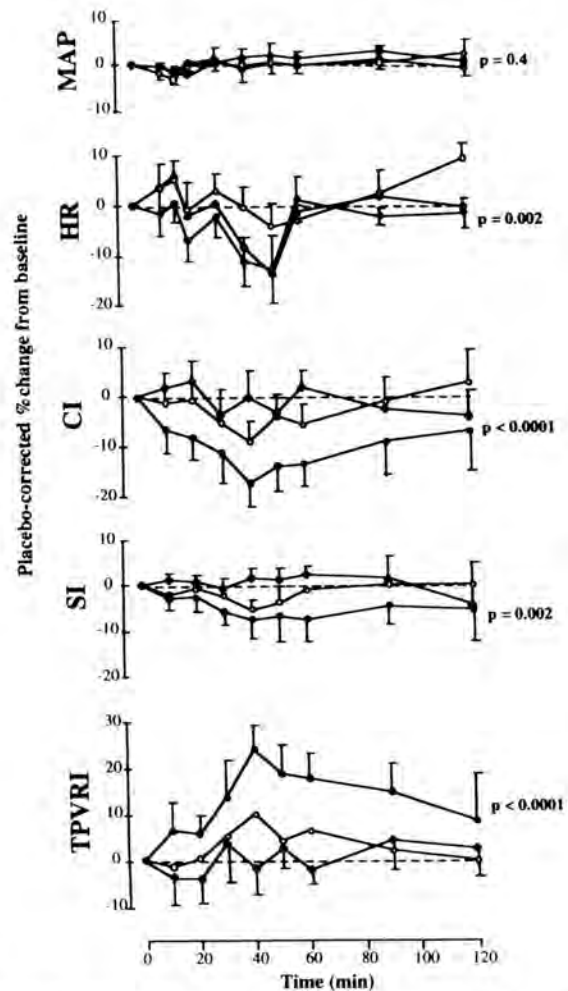 Placebo-corrected % change from baseline
MAP
10
0
-10
p = 0.4
HR
10
0
-10
-20
p = 0.002
CI
10
0
-10
-20
p < 0.0001
SI
10
0
-10
-20
p = 0.002
TPVRI
30
20
10
0
-10
p < 0.0001
0 20 40 60 80 100 120
Time (min)